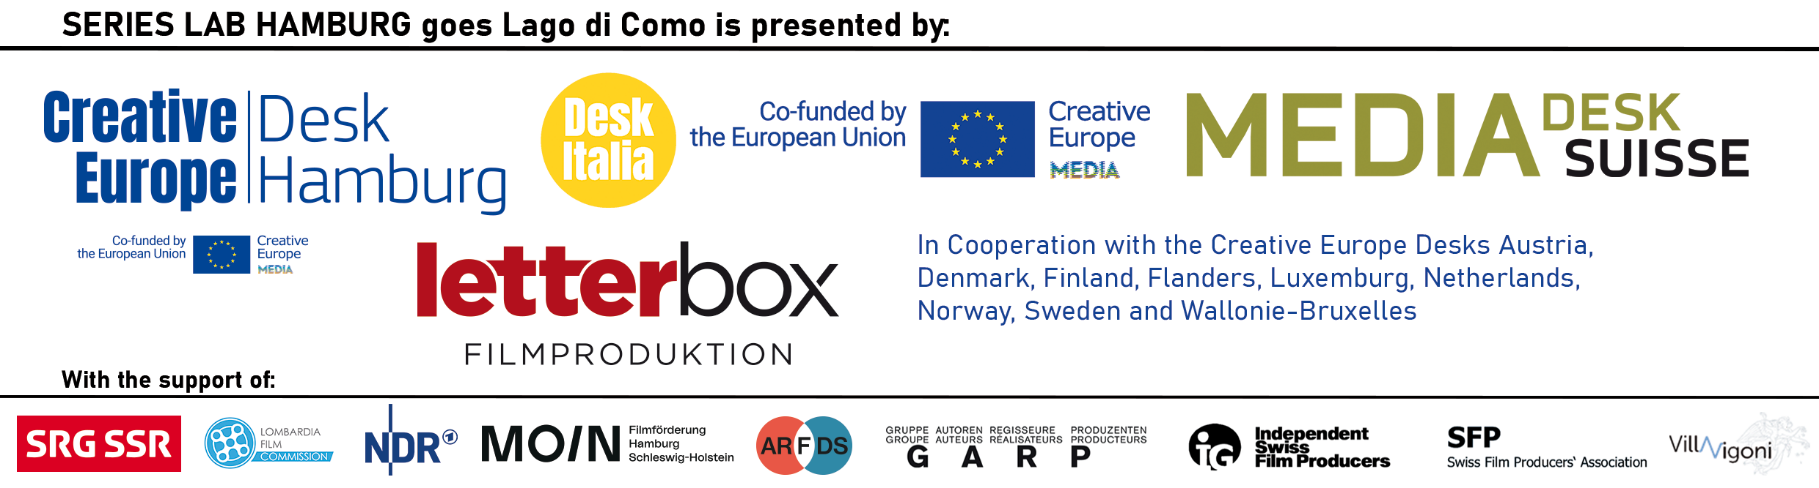 SERIES LAB HAMBURG goes Lago di Como is presented by:
Creative
Europe
Desk
Hamburg
Co-funded by
the European Union
Creative
Europe
MEDIA
Desk
Italia
Co-funded by
the European Union
Creative
Europe
MEDIA
MEDIA DESK
SUISSE
letterbox
FILMPRODUKTION
In Cooperation with the Creative Europe Desks Austria,
Denmark, Finland, Flanders, Luxemburg, Netherlands,
Norway, Sweden and Wallonie-Bruxelles
With the support of:
SRG SSR
LOMBARDIA
FILM
COMMISSION
NDR
MOIN
Filmförderung
Hamburg
Schleswig-Holstein
ARFDS
GRUPPE AUTOREN REGISSEURE PRODUZENTEN
GROUPE AUTEURS RÉALISATEURS PRODUCTEURS
G A R P
IG
Independent
Swiss
Film Producers
SFP
Swiss Film Producers' Association
Villa Vigoni